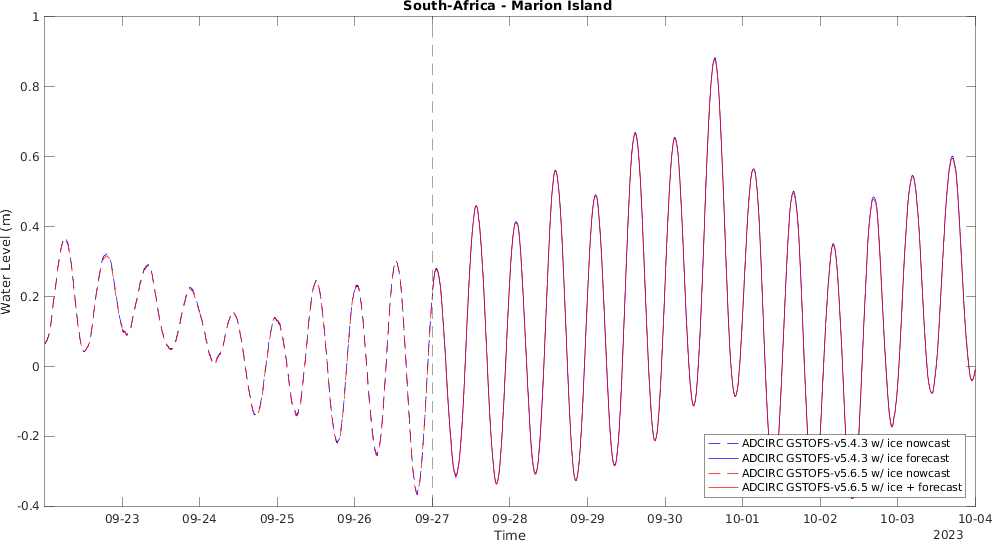 South-Africa - Marion Island
Water Level (m)
1
0.8
0.6
0.4
0.2
0
-0.2
-0.4
ADCIRC GSTOFS-v5.4.3 w/ ice nowcast
ADCIRC GSTOFS-v5.4.3 w/ ice forecast
ADCIRC GSTOFS-v5.6.5 w/ ice nowcast
ADCIRC GSTOFS-v5.6.5 w/ ice + forecast
09-23 09-24 09-25 09-26 09-27 09-28 09-29 09-30 10-01 10-02 10-03 10-04
Time
2023